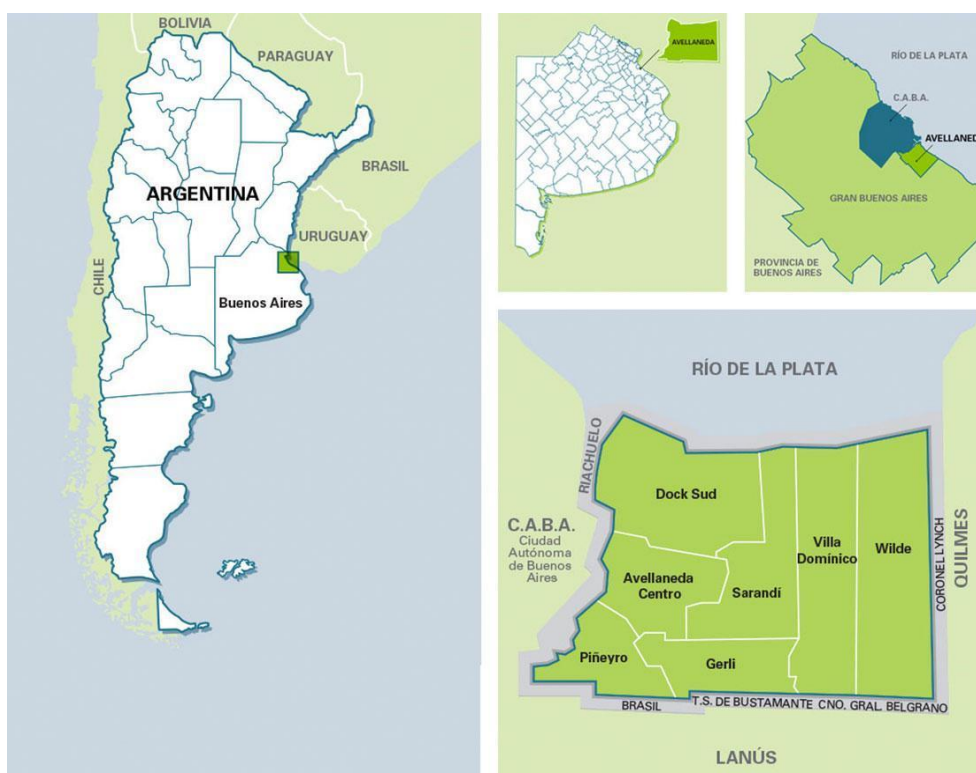 BOLIVIA
PARAGUAY
BRASIL
ARGENTINA
URUGUAY
CHILE
Buenos Aires
AVELLANEDA
RÍO DE LA PLATA
C.A.B.A.
AVELLANED
GRAN BUENOS AIRES
PROVINCIA DE
BUENOS AIRES
RÍO DE LA PLATA
RIACHUELO
Dock Sud
C.A.B.A.
Ciudad
Autónoma
de Buenos
Aires
Avellaneda
Centro
Sarandí
Villa
Domínico
Wilde
CORONEL LYNCH
QUILMES
Piñeyro
Gerli
BRASIL
T.S. DE BUSTAMANTE CNO. GRAL. BELGRANO
LANÚS